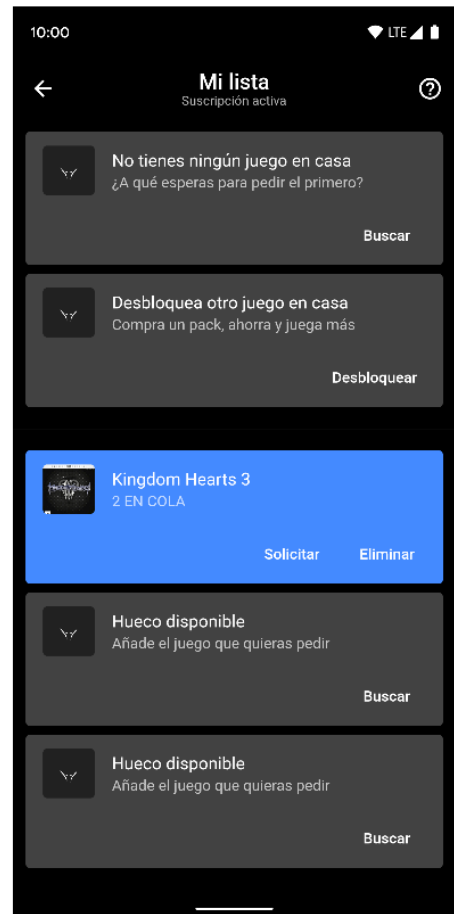 10:00
LTE
Mi lista
Suscripción activa
No tienes ningún juego en casa
¿A qué esperas para pedir el primero?
Buscar
Desbloquea otro juego en casa
Compra un pack, ahorra y juega más
Desbloquear
Kingdom Hearts 3
2 EN COLA
Solicitar Eliminar
Hueco disponible
Añade el juego que quieras pedir
Buscar
Hueco disponible
Añade el juego que quieras pedir
Buscar